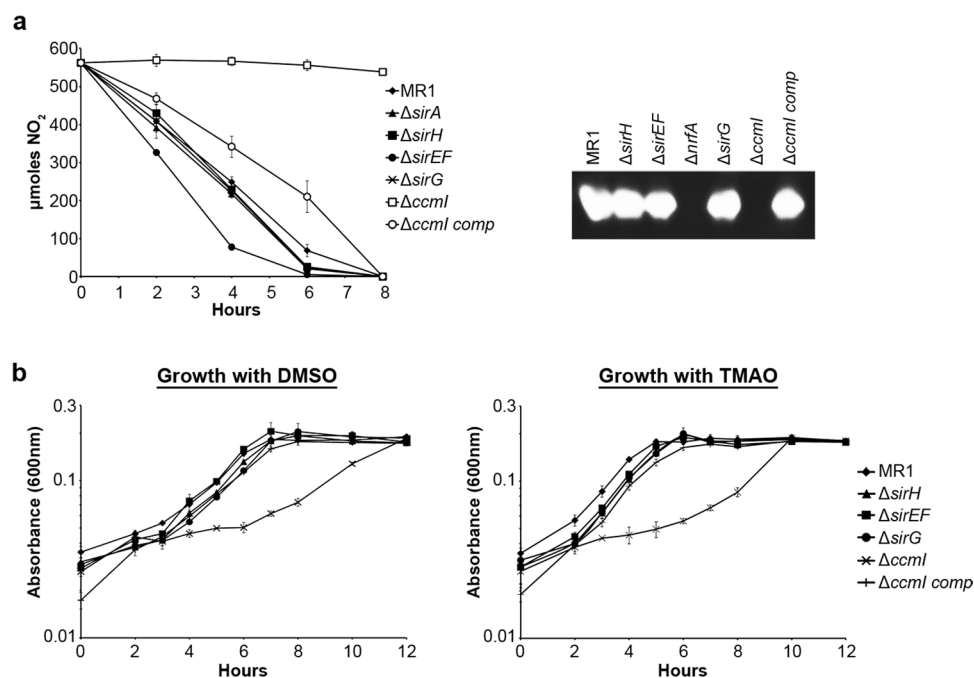 a
600
500
400
300
200
100
0
μmoles NO2
0 1 2 3 4 5 6 7 8
Hours
MR1
ΔsirA
ΔsirH
ΔsirEF
ΔsirG
ΔccmI
ΔccmI comp
MR1
ΔsirH
ΔsirEF
ΔnrfA
ΔsirG
ΔccmI
ΔccmI comp
b
Growth with DMSO
0.3
0.1
0.01
Absorbance (600nm)
0 2 4 6 8 10 12
Hours
Growth with TMAO
0.3
0.1
0.01
Absorbance (600nm)
0 2 4 6 8 10 12
Hours
MR1
ΔsirH
ΔsirEF
ΔsirG
ΔccmI
ΔccmI comp